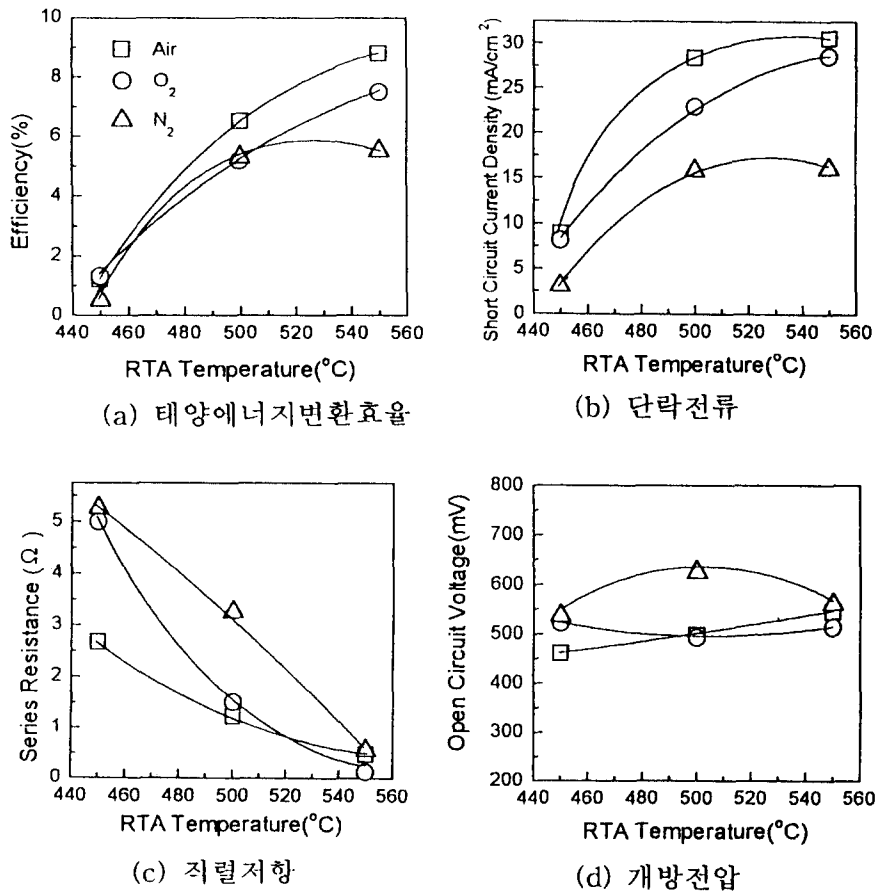 10
8
6
4
2
0
Efficiency(%)
Air
O2
N2
440 460 480 500 520 540 560
RTA Temperature(°C)
(a) 태양에너지변환효율
30
25
20
15
10
5
0
Short Circuit Current Density (mA/cm²)
440 460 480 500 520 540 560
RTA Temperature(°C)
(b) 단락전류
5
4
3
2
1
0
Series Resistance (Ω)
440 460 480 500 520 540 560
RTA Temperature(°C)
(c) 직렬저항
800
700
600
500
400
300
200
Open Circuit Voltage(mV)
440 460 480 500 520 540 560
RTA Temperature(°C)
(d) 개방전압